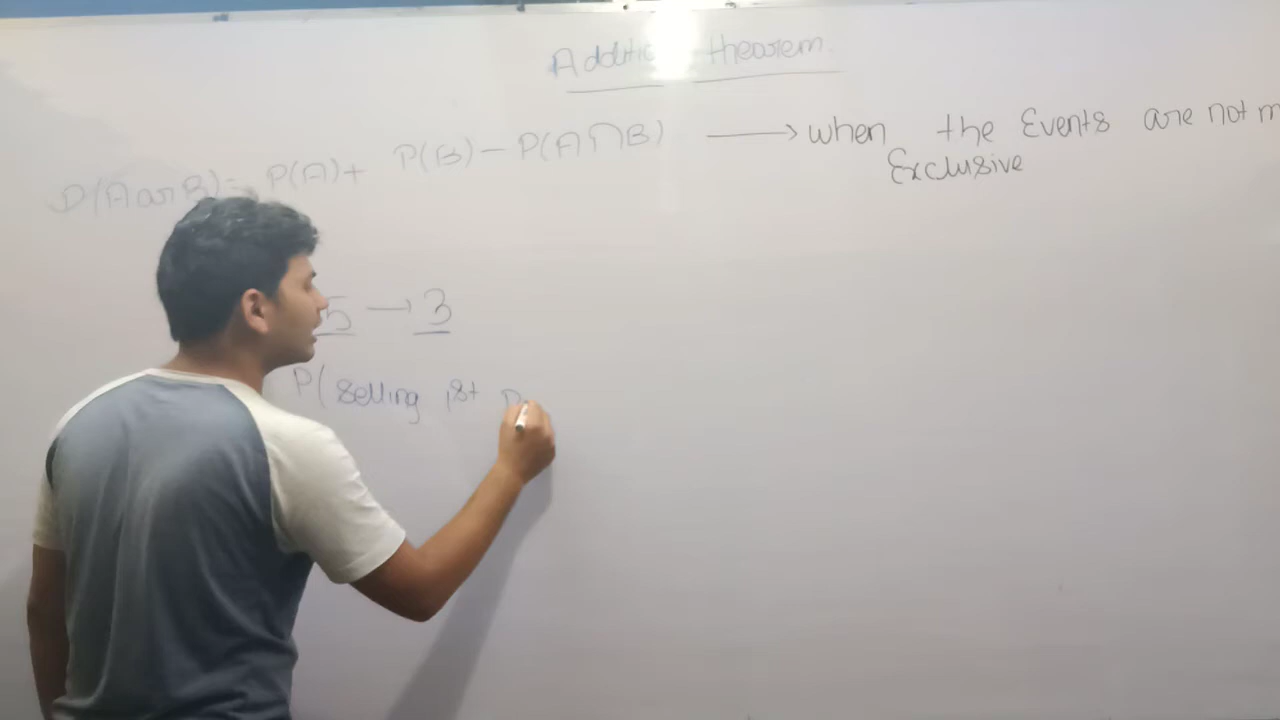 Addition theorem.
P(A or B) = P(A) + P(B) - P(A∩B) → when the Events are not m
Exclusive
5 → 3
P( selling 1st